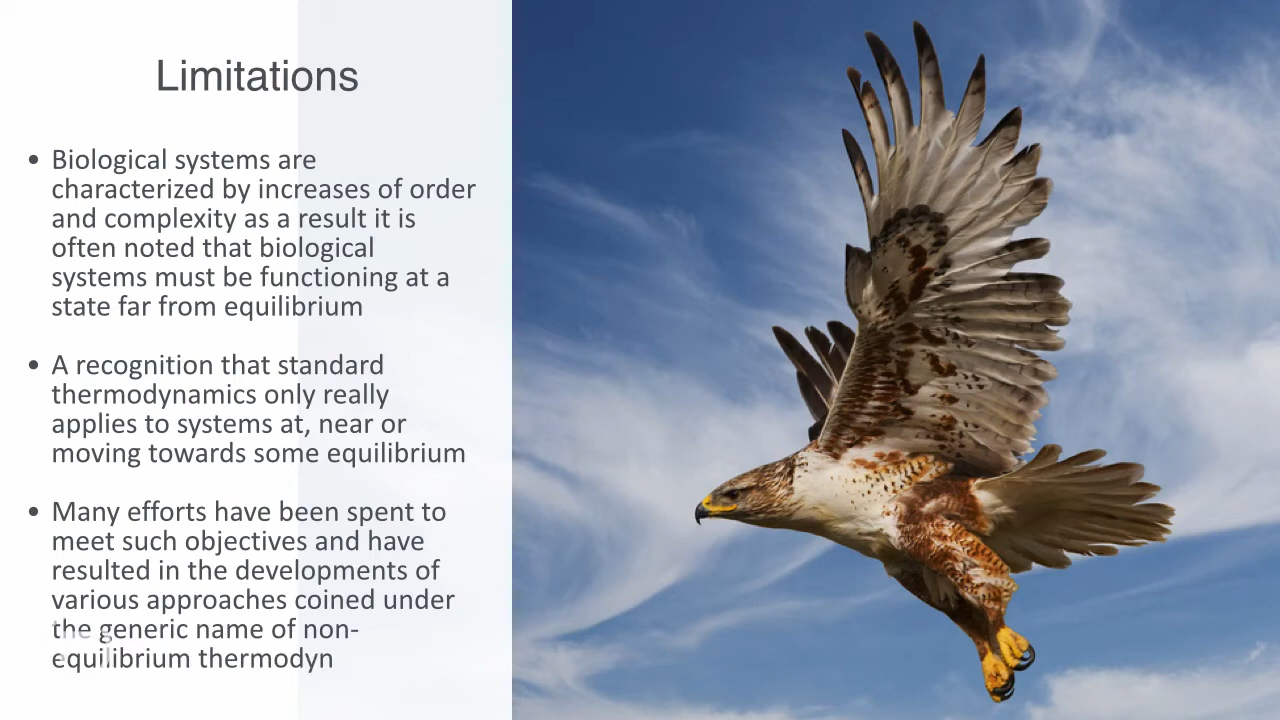 Limitations
• Biological systems are
characterized by increases of order
and complexity as a result it is
often noted that biological
systems must be functioning at a
state far from equilibrium
• A recognition that standard
thermodynamics only really
applies to systems at, near or
moving towards some equilibrium
• Many efforts have been spent to
meet such objectives and have
resulted in the developments of
various approaches coined under
the generic name of non-
equilibrium thermodyn